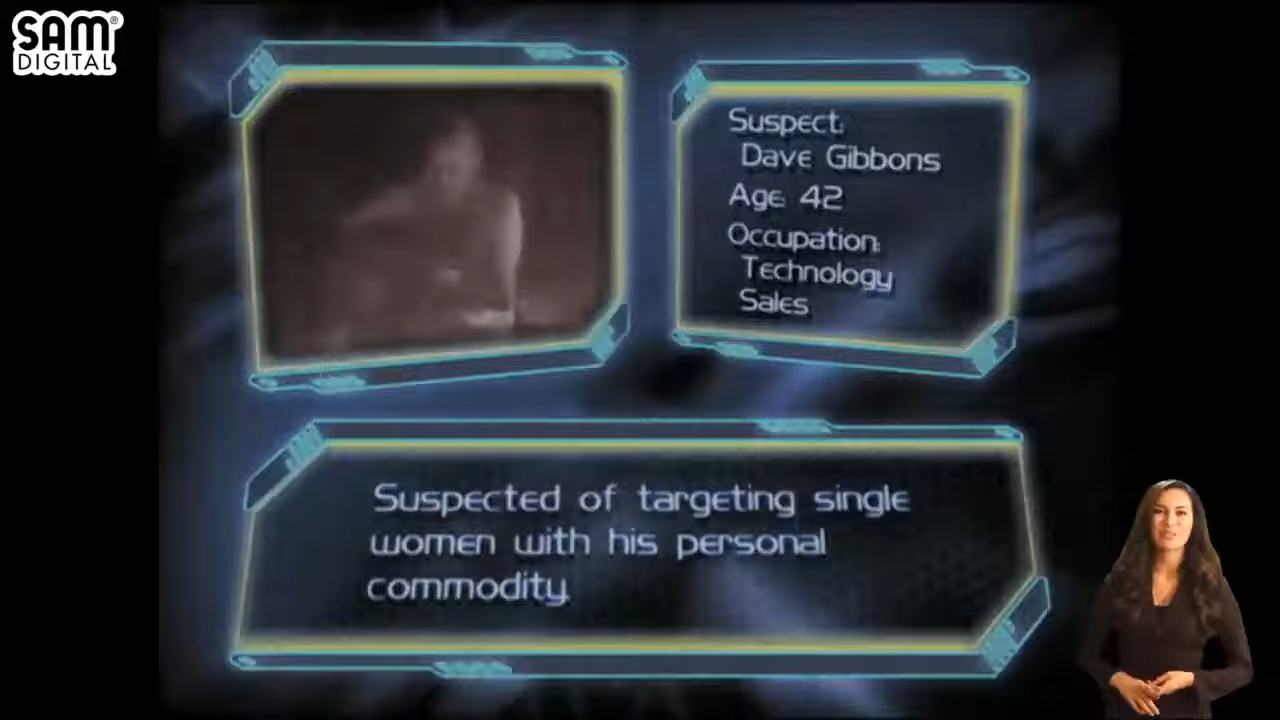 SAM®
DIGITAL
Suspect:
Dave Gibbons
Age: 42
Occupation:
Technology
Sales
Suspected of targeting single
women with his personal
commodity.